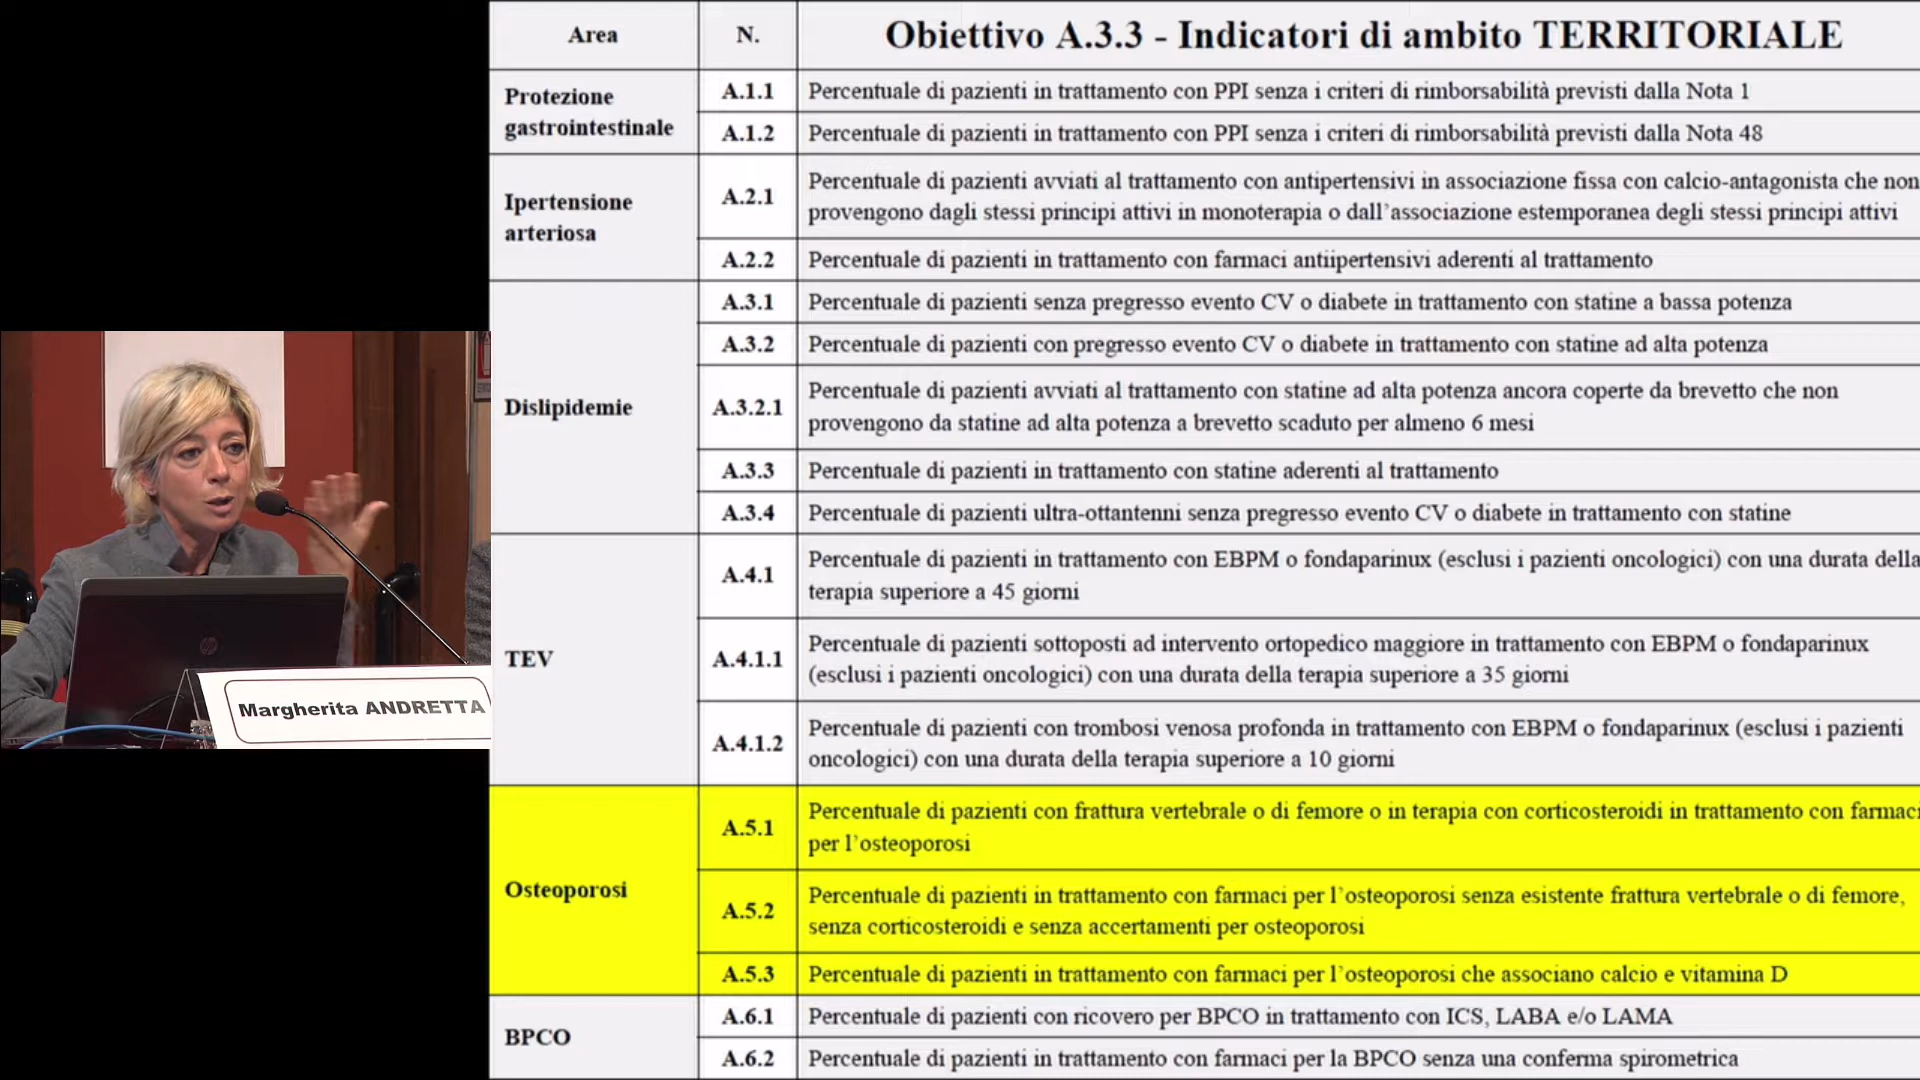 Area N. Obiettivo A.3.3 - Indicatori di ambito TERRITORIALE
Protezione
gastrointestinale
A.1.1 Percentuale di pazienti in trattamento con PPI senza i criteri di rimborsabilità previsti dalla Nota 1
A.1.2 Percentuale di pazienti in trattamento con PPI senza i criteri di rimborsabilità previsti dalla Nota 48
Ipertensione
arteriosa
A.2.1 Percentuale di pazienti avviati al trattamento con antipertensivi in associazione fissa con calcio-antagonista che non
provengono dagli stessi principi attivi in monoterapia o dall'associazione estemporanea degli stessi principi attivi
A.2.2 Percentuale di pazienti in trattamento con farmaci antiipertensivi aderenti al trattamento
Dislipidemie
A.3.1 Percentuale di pazienti senza pregresso evento CV o diabete in trattamento con statine a bassa potenza
A.3.2 Percentuale di pazienti con pregresso evento CV o diabete in trattamento con statine ad alta potenza
A.3.2.1 Percentuale di pazienti avviati al trattamento con statine ad alta potenza ancora coperte da brevetto che non
provengono da statine ad alta potenza a brevetto scaduto per almeno 6 mesi
A.3.3 Percentuale di pazienti in trattamento con statine aderenti al trattamento
A.3.4 Percentuale di pazienti ultra-ottantenni senza pregresso evento CV o diabete in trattamento con statine
TEV
A.4.1 Percentuale di pazienti in trattamento con EBPM o fondaparinux (esclusi i pazienti oncologici) con una durata della
terapia superiore a 45 giorni
A.4.1.1 Percentuale di pazienti sottoposti ad intervento ortopedico maggiore in trattamento con EBPM o fondaparinux
(esclusi i pazienti oncologici) con una durata della terapia superiore a 35 giorni
A.4.1.2 Percentuale di pazienti con trombosi venosa profonda in trattamento con EBPM o fondaparinux (esclusi i pazienti
oncologici) con una durata della terapia superiore a 10 giorni
Osteoporosi
A.5.1 Percentuale di pazienti con frattura vertebrale o di femore o in terapia con corticosteroidi in trattamento con farmaci
per l'osteoporosi
A.5.2 Percentuale di pazienti in trattamento con farmaci per l'osteoporosi senza esistente frattura vertebrale o di femore,
senza corticosteroidi e senza accertamenti per osteoporosi
A.5.3 Percentuale di pazienti in trattamento con farmaci per l'osteoporosi che associano calcio e vitamina D
BPCO
A.6.1 Percentuale di pazienti con ricovero per BPCO in trattamento con ICS, LABA e/o LAMA
A.6.2 Percentuale di pazienti in trattamento con farmaci per la BPCO senza una conferma spirometrica
Margherita ANDRETTA
hp